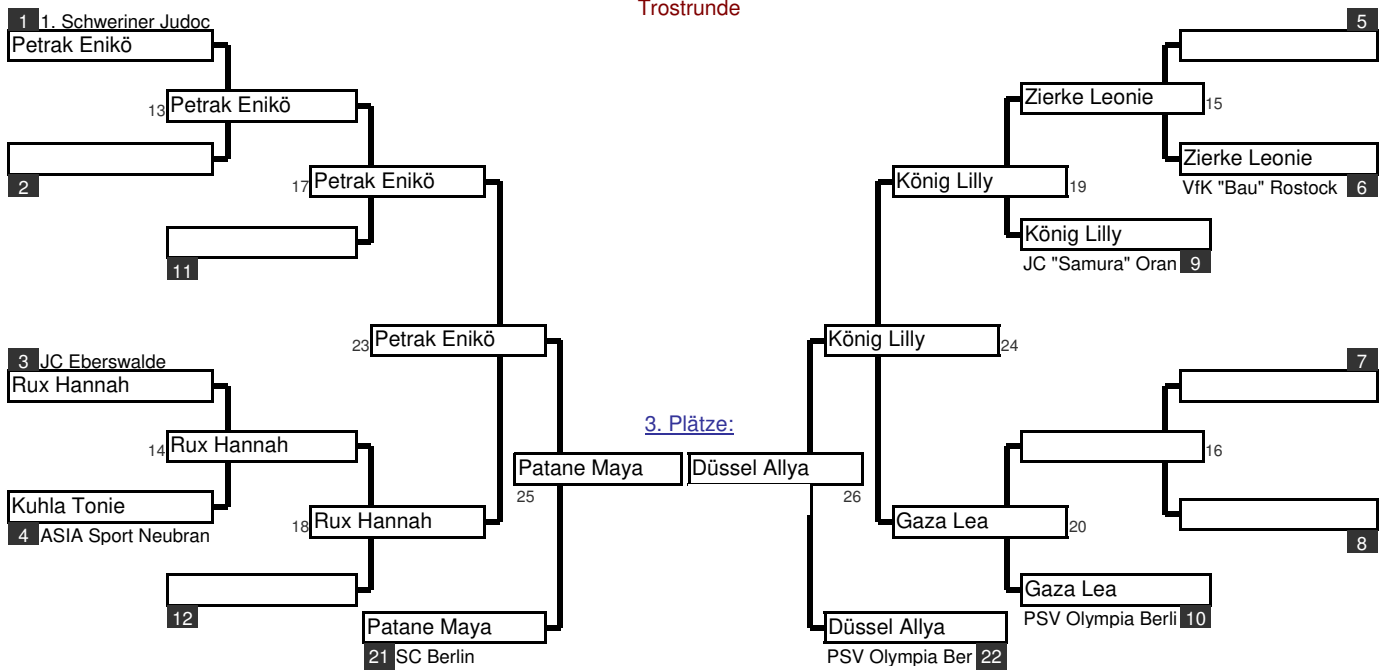 Trostrunde
1 1. Schweriner Judoc
Petrak Enikö
13 Petrak Enikö
2
17 Petrak Enikö
11
23 Petrak Enikö
3 JC Eberswalde
Rux Hannah
14 Rux Hannah
Kuhla Tonie
4 ASIA Sport Neubran
18 Rux Hannah
12
Patane Maya
21 SC Berlin
3. Plätze:
Patane Maya
25
Düssel Allya
26
5
Zierke Leonie 15
Zierke Leonie
VfK "Bau" Rostock 6
König Lilly 19
König Lilly
JC "Samura" Oran 9
König Lilly 24
7
16
8
Gaza Lea 20
Gaza Lea
PSV Olympia Berli 10
Düssel Allya
PSV Olympia Ber 22